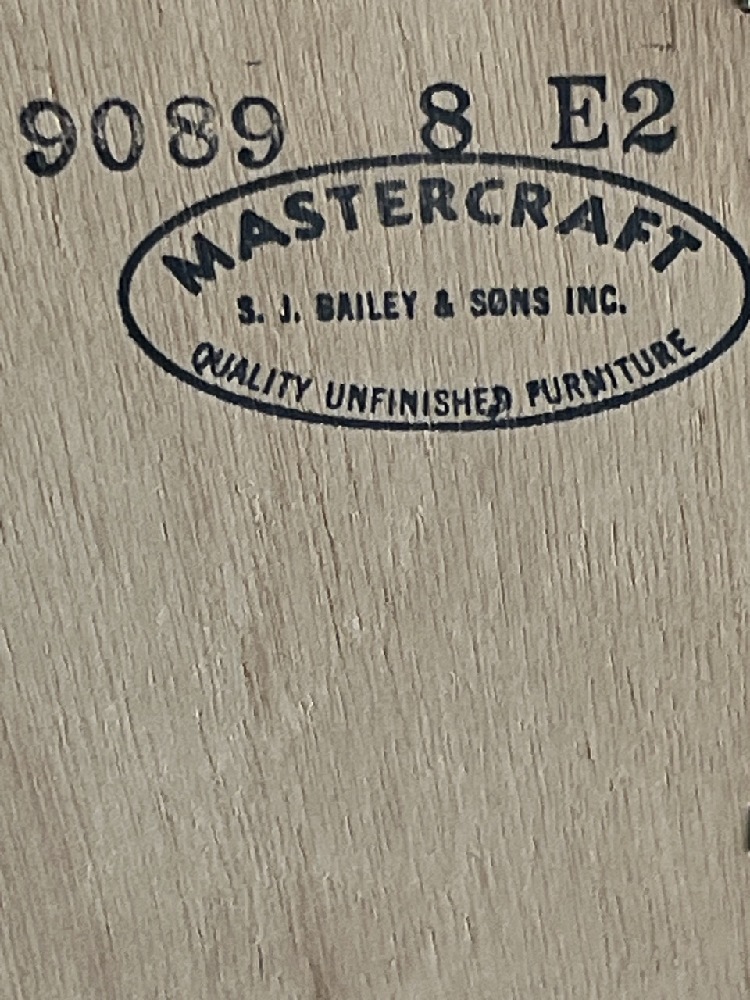 9089 8 E2
MASTERCRAFT
S. J. BAILEY & SONS INC.
QUALITY UNFINISHED FURNITURE